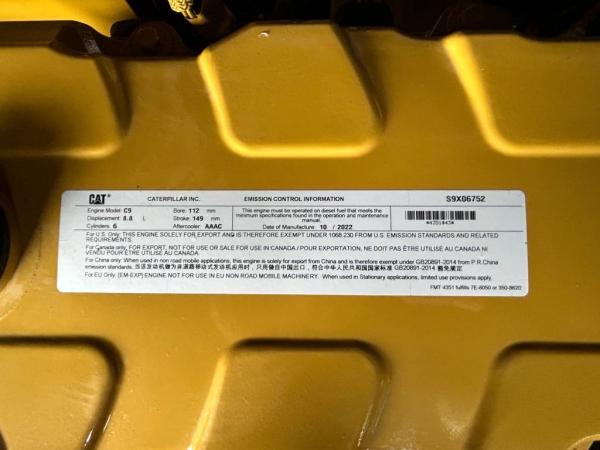 CAT CATERPILLAR INC. EMISSION CONTROL INFORMATION S9X06752
Engine Model: C9 Bore: 112 mm
Displacement: 8.8 L Stroke: 149 mm
Cylinders: 6 Aftercooler AAAC
This engine must be operated on diesel fuel that meets the
minimum specifications found in the operation and maintenance
manual.
Date of Manufacture 10 / 2022
*4351843*
For U.S. Only: THIS ENGINE SOLELY FOR EXPORT AND IS THEREFORE EXEMPT UNDER 1068.230 FROM U.S. EMISSION STANDARDS AND RELATED
REQUIREMENTS.
For Canada only, FOR EXPORT, NOT FOR USE OR SALE FOR USE IN CANADA / POUR EXPORTATION, NE DOIT PAS ÊTRE UTILISÉ AU CANADA NI
VENDU POUR ÊTRE UTILISÉ AU CANADA.
For China only: When used in non road mobile applications, this engine is solely for export from China and is therefore exempt under GB20891-2014 from P.R.China
emission standards. 当该发动机做为非道路移动式发动机应用时, 只用做自中国出口, 符合中华人民共和国国家标准 GB20891-2014 豁免规定
For EU Only: [EM-EXP] ENGINE NOT FOR USE IN EU NON ROAD MOBILE MACHINERY. When used in Stationary applications, limited use provisions apply.
FMT 4351 fulfills 7E-6050 or 350-8620